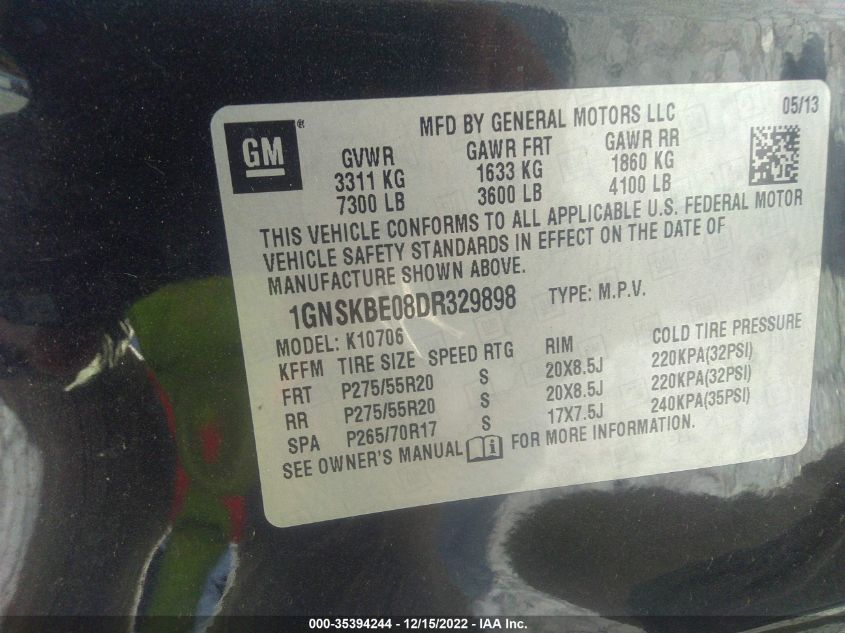 MFD BY GENERAL MOTORS LLC 05/13
GM®
GVWR GAWR FRT GAWR RR
3311 KG 1633 KG 1860 KG
7300 LB 3600 LB 4100 LB
THIS VEHICLE CONFORMS TO ALL APPLICABLE U.S. FEDERAL MOTOR
VEHICLE SAFETY STANDARDS IN EFFECT ON THE DATE OF
MANUFACTURE SHOWN ABOVE.
1GNSKBE08DR329898 TYPE: M.P.V.
MODEL: K10706
KFFM TIRE SIZE SPEED RTG RIM COLD TIRE PRESSURE
FRT P275/55R20 S 20X8.5J 220KPA(32PSI)
RR P275/55R20 S 20X8.5J 220KPA(32PSI)
SPA P265/70R17 S 17X7.5J 240KPA(35PSI)
SEE OWNER'S MANUAL i FOR MORE INFORMATION.
000-35394244 - 12/15/2022 - IAA Inc.